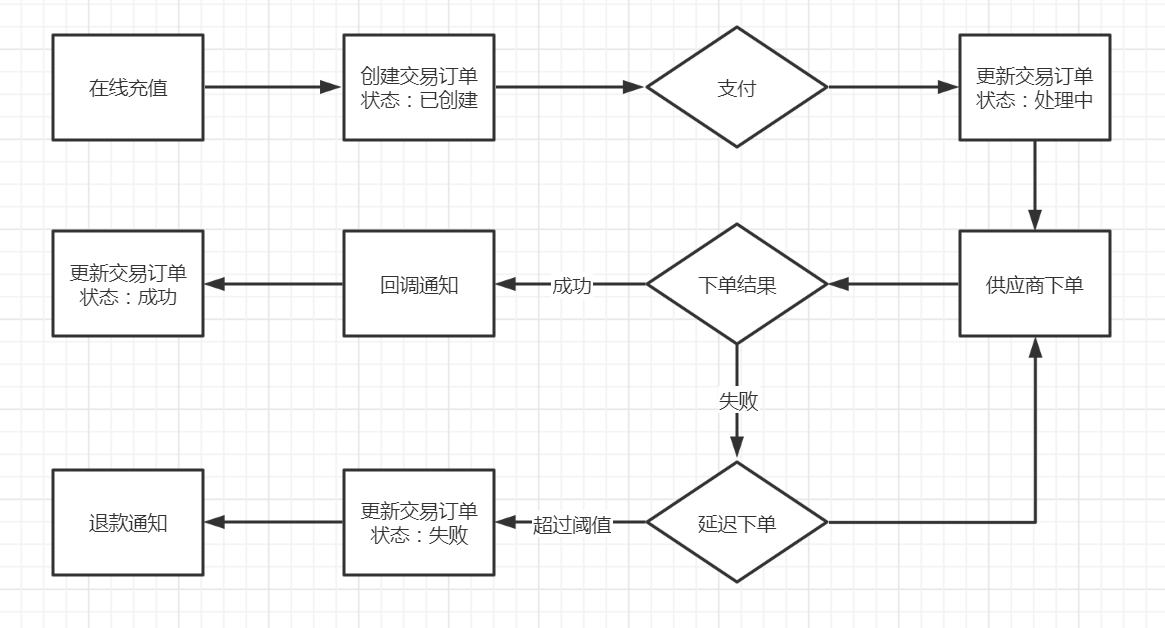 在线充值
创建交易订单
状态：已创建
支付
更新交易订单
状态：处理中
更新交易订单
状态：成功
回调通知
成功
下单结果
供应商下单
失败
退款通知
更新交易订单
状态：失败
超过阈值
延迟下单